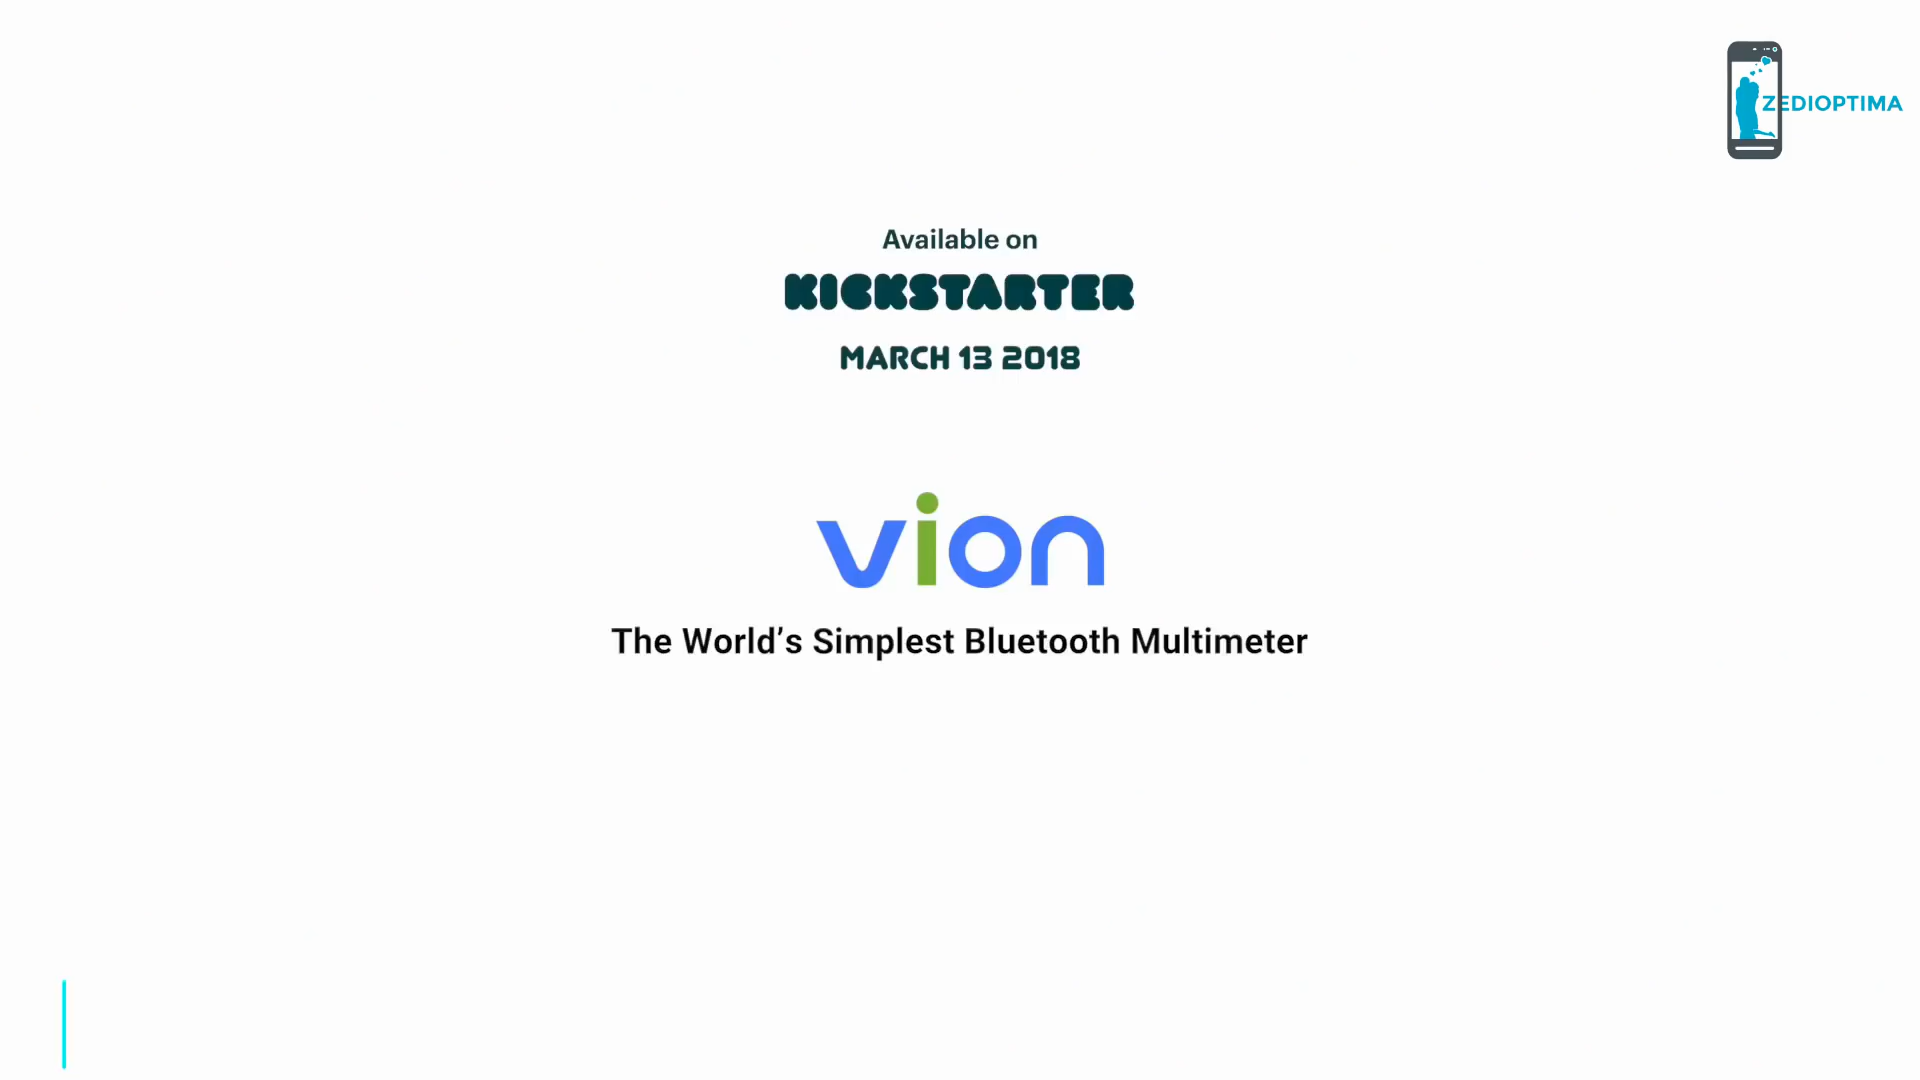 ZEDIOPTIMA
Available on
KICKSTARTER
MARCH 13 2018
vion
The World’s Simplest Bluetooth Multimeter